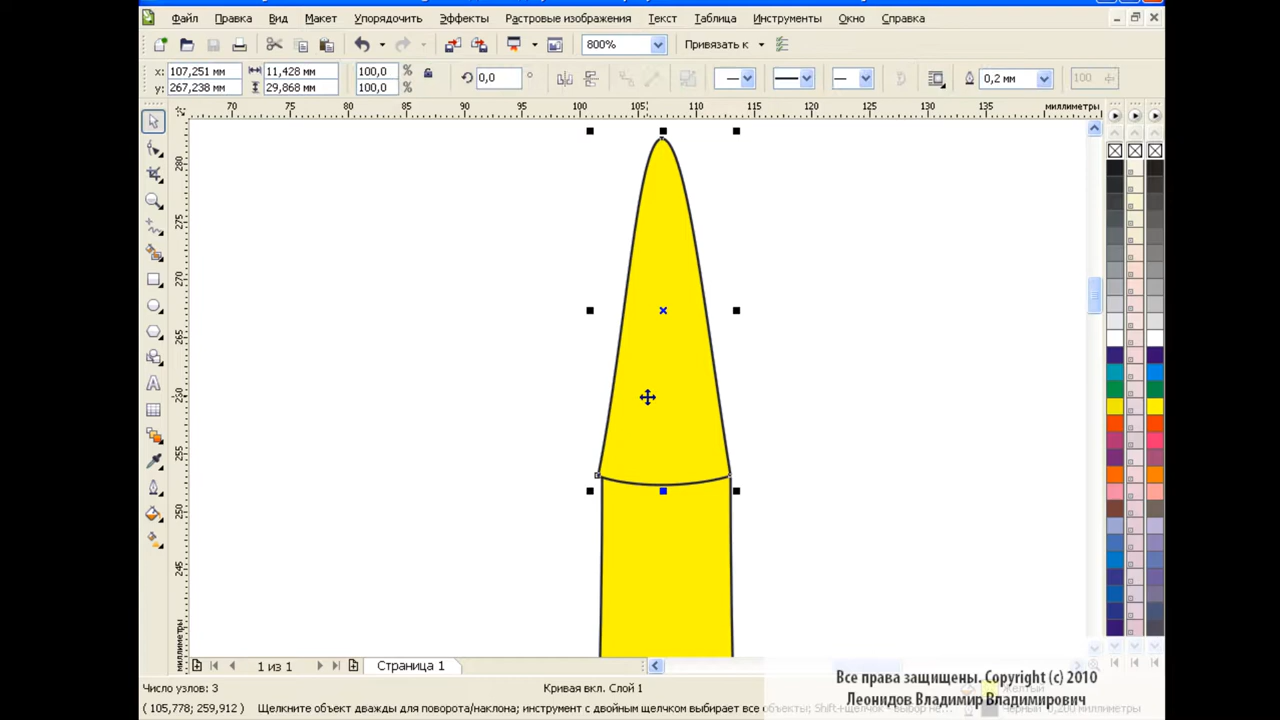 Файл Правка Вид Макет Упорядочить Эффекты Растровые изображения Текст Таблица Инструменты Окно Справка
800% Привязать к
x: 107,251 мм 11,428 мм 100,0 % 0,0 ° 0,2 мм 100
y: 267,238 мм 29,868 мм 100,0 %
70 75 80 85 90 95 100 105 110 115 120 125 130 135 миллиметры
280
275
270
265
255
250
245
миллиметры
1 из 1 Страница 1
Все права защищены. Copyright (c) 2010
Леонидов Владимир Владимирович
Число узлов: 3 Кривая вкл. Слой 1
( 105,778; 259,912 ) Щелкните объект дважды для поворота/наклона; инструмент с двойным щелчком выбирает все объекты; Shift+щелчок - выбор не...